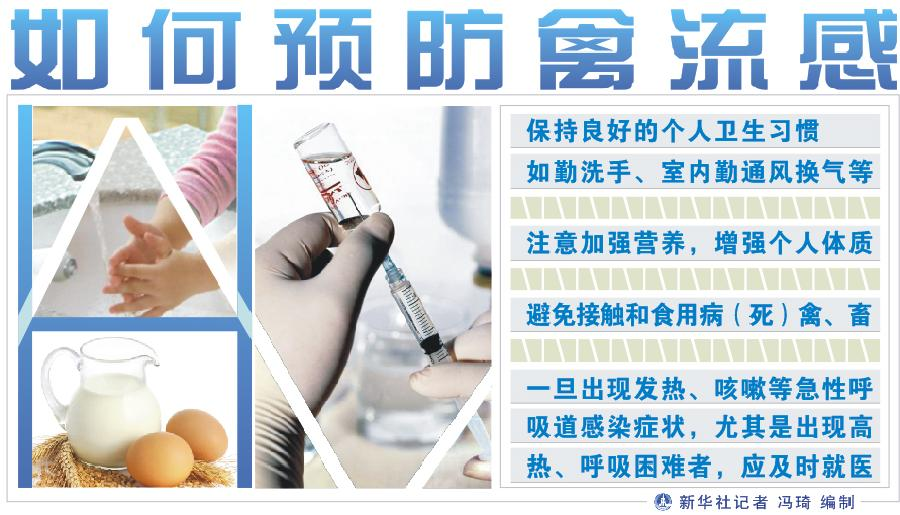 如何预防禽流感
保持良好的个人卫生习惯
如勤洗手、室内勤通风换气等
注意加强营养，增强个人体质
避免接触和食用病（死）禽、畜
一旦出现发热、咳嗽等急性呼
吸道感染症状，尤其是出现高
热、呼吸困难者，应及时就医
新华社记者 冯琦 编制